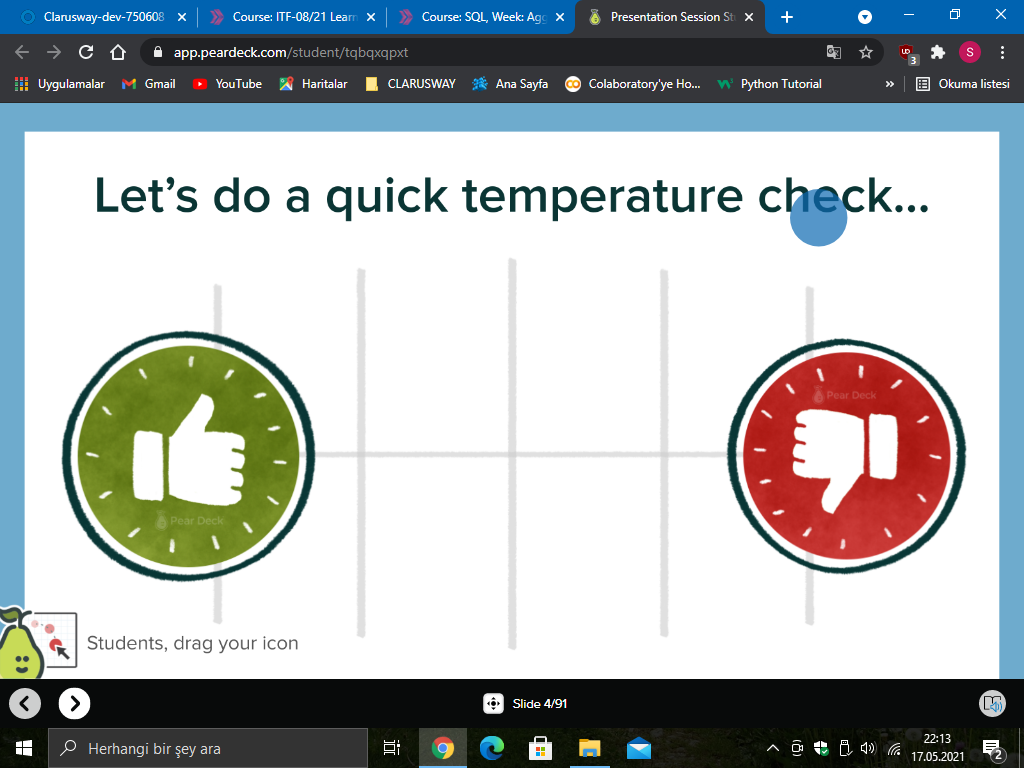 Clarusway-dev-750608
Course: ITF-08/21 Learn
Course: SQL, Week: Agg
Presentation Session St
app.peardeck.com/student/tqbqxqpxt
UD
3
S
Uygulamalar
Gmail
YouTube
Haritalar
CLARUSWAY
Ana Sayfa
Colaboratory'ye Ho...
Python Tutorial
»
Okuma listesi
Let's do a quick temperature check...
Pear Deck
Pear Deck
Students, drag your icon
Slide 4/91
Herhangi bir şey ara
22:13
17.05.2021
2